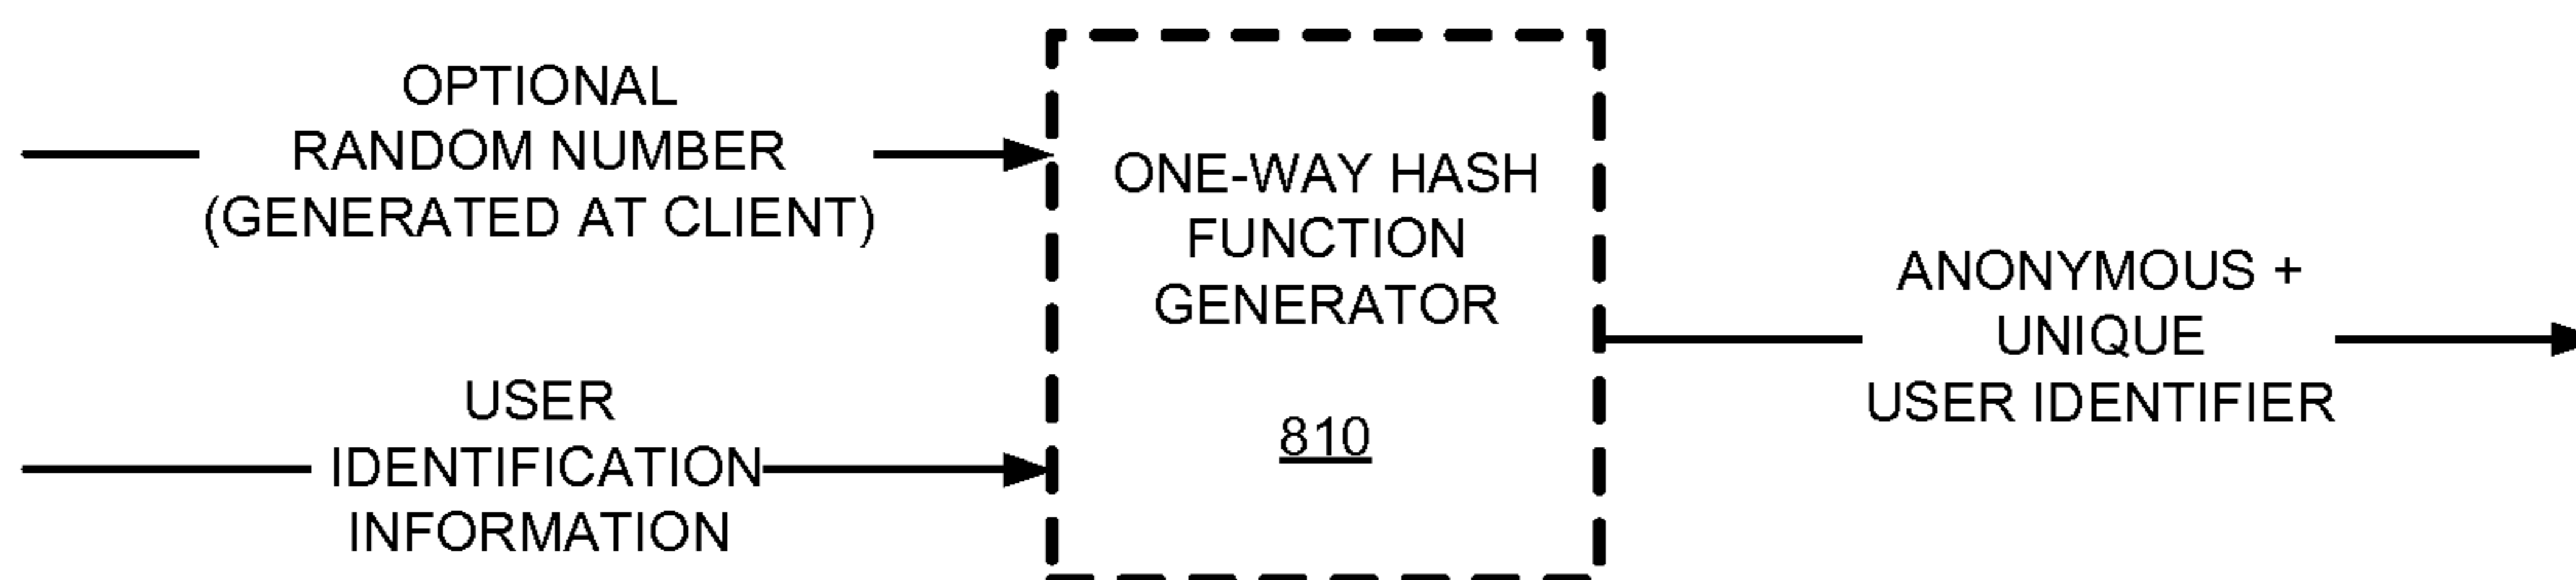 OPTIONAL
RANDOM NUMBER
(GENERATED AT CLIENT)
USER
IDENTIFICATION
INFORMATION
ONE-WAY HASH
FUNCTION
GENERATOR
810
ANONYMOUS +
UNIQUE
USER IDENTIFIER